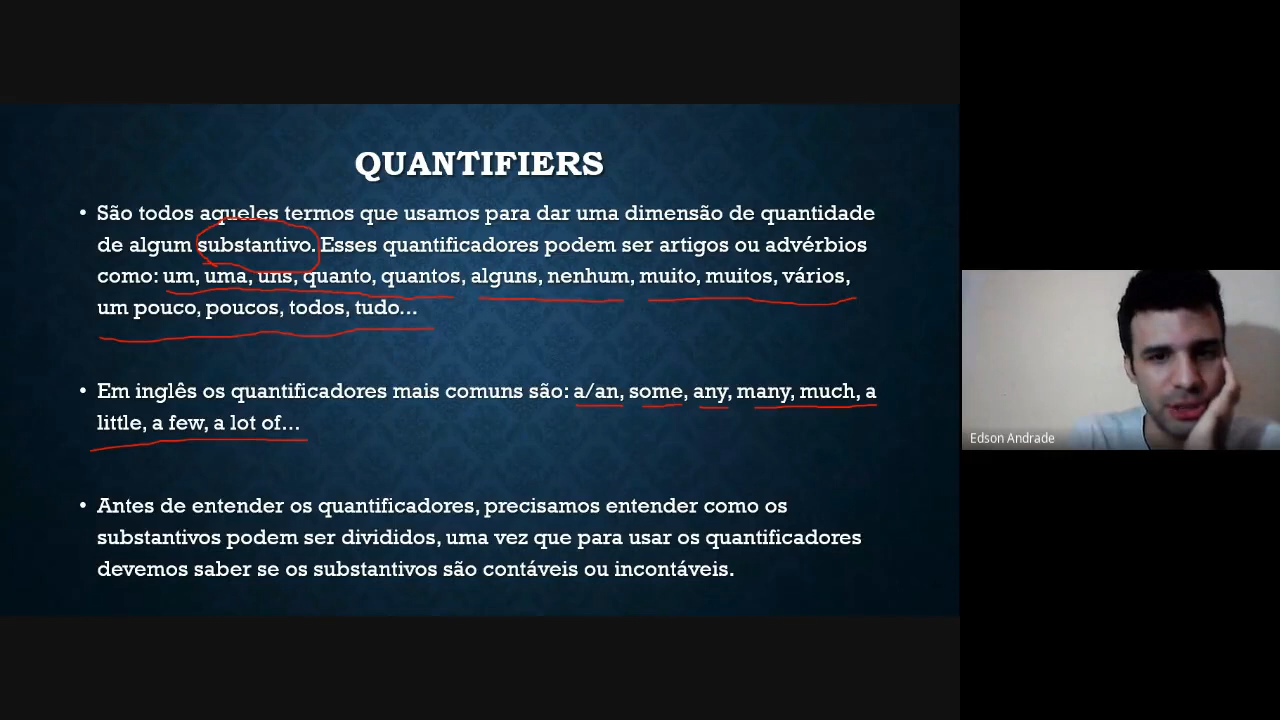 QUANTIFIERS
• São todos aqueles termos que usamos para dar uma dimensão de quantidade
de algum substantivo. Esses quantificadores podem ser artigos ou advérbios
como: um, uma, uns, quanto, quantos, alguns, nenhum, muito, muitos, vários,
um pouco, poucos, todos, tudo...
• Em inglês os quantificadores mais comuns são: a/an, some, any, many, much, a
little, a few, a lot of...
• Antes de entender os quantificadores, precisamos entender como os
substantivos podem ser divididos, uma vez que para usar os quantificadores
devemos saber se os substantivos são contáveis ou incontáveis.
Edson Andrade